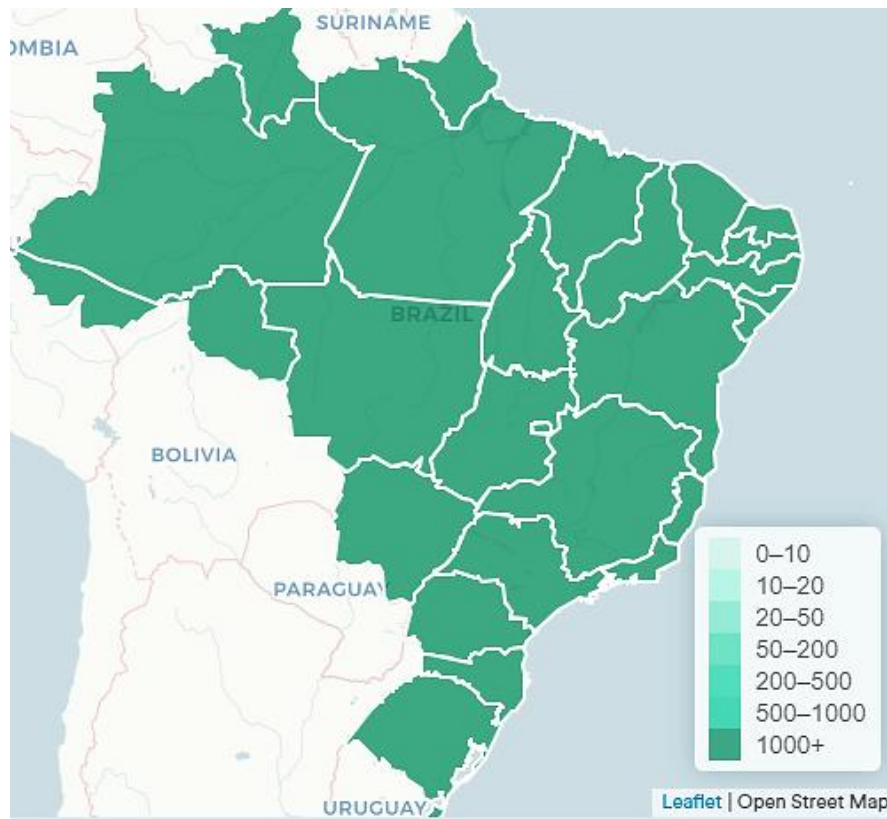 SURINAME
OMBIA
BRAZIL
BOLIVIA
PARAGUAY
URUGUAY
0–10
10–20
20–50
50–200
200–500
500–1000
1000+
Leaflet | Open Street Map